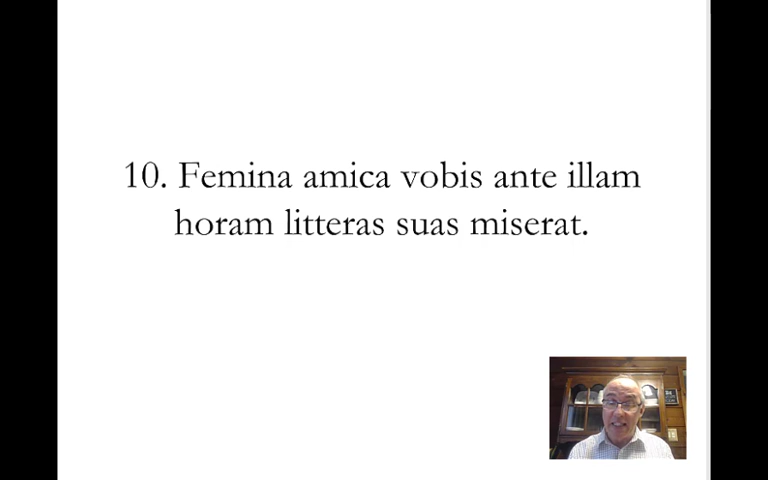 10. Femina amica vobis ante illam
horam litteras suas miserat.